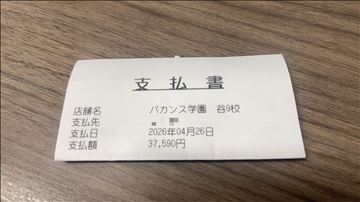 支払書
店舗名 バカンス学園 谷9校
支払先
支払日 2026年04月26日
支払額 37,590円